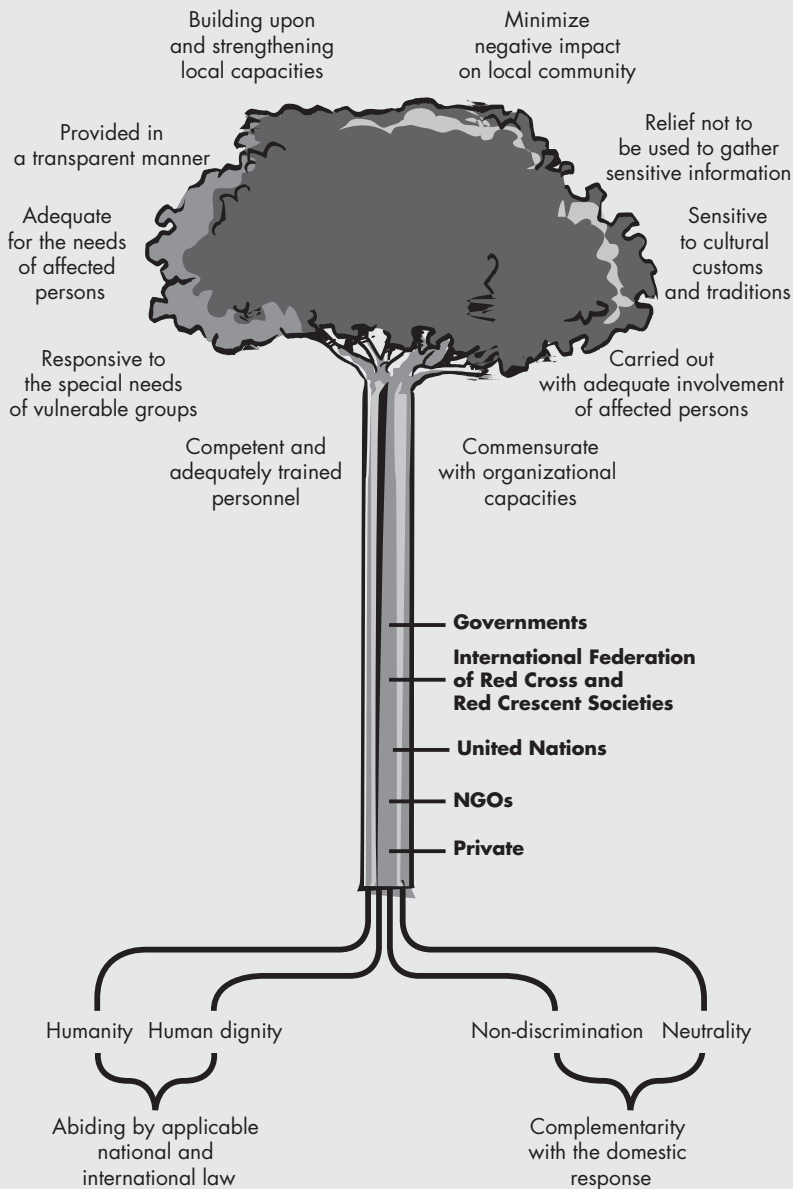 Building upon
and strengthening
local capacities
Minimize
negative impact
on local community
Provided in
a transparent manner
Relief not to
be used to gather
sensitive information
Adequate
for the needs
of affected
persons
Sensitive
to cultural
customs
and traditions
Responsive to
the special needs
of vulnerable groups
Carried out
with adequate involvement
of affected persons
Competent and
adequately trained
personnel
Commensurate
with organizational
capacities
Governments
International Federation
of Red Cross and
Red Crescent Societies
United Nations
NGOs
Private
Humanity
Human dignity
Non-discrimination
Neutrality
Abiding by applicable
national and
international law
Complementarity
with the domestic
response